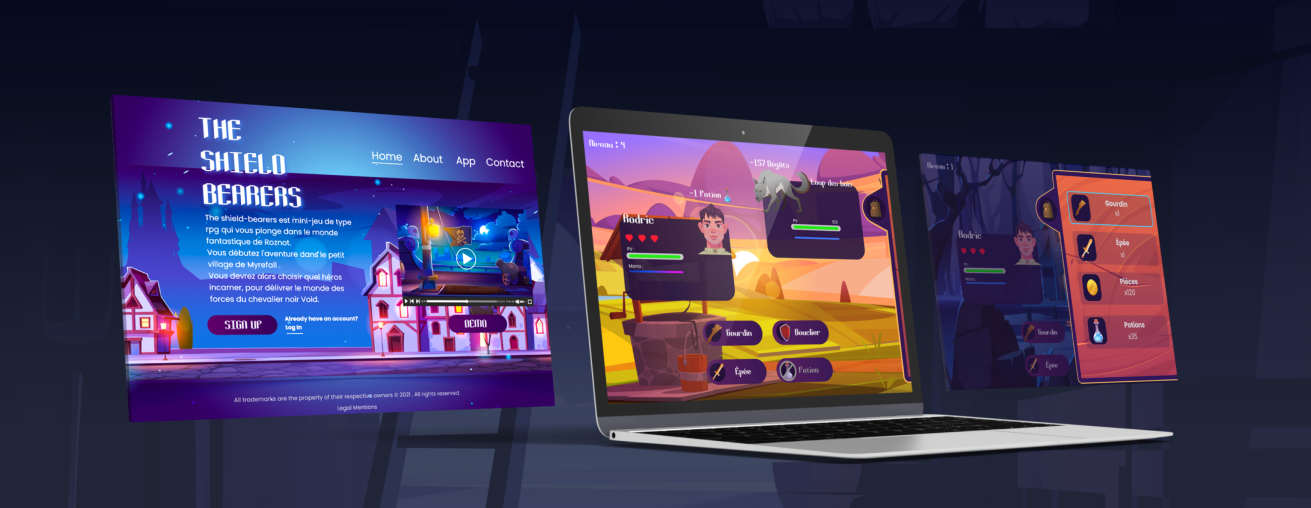 THE
SHIELD
BEARERS
Home About App Contact
The shield-bearers est mini-jeu de type
rpg qui vous plonge dans le monde
fantastique de Roznot.
Vous débutez l'aventure dans le petit
village de Myrefall.
Vous devrez alors choisir quel héros
incarner, pour délivrer le monde des
forces du chevalier noir Void.
SIGN UP
Already have an account?
Log in
DEMO
All trademarks are the property of their respective owners © 2021 . All rights reserved.
Legal Mentions
Niveau : 4
-157 Dégâts
Loup des bois
-1 Potion
Rodric
PV :
Mana :
PV
100
Gourdin
Bouclier
Épée
Potion
Niveau : 1
Rodric
PV :
Mana :
Gourdin
Épée
Gourdin
x1
Épée
x1
Pièces
x120
Potions
x35